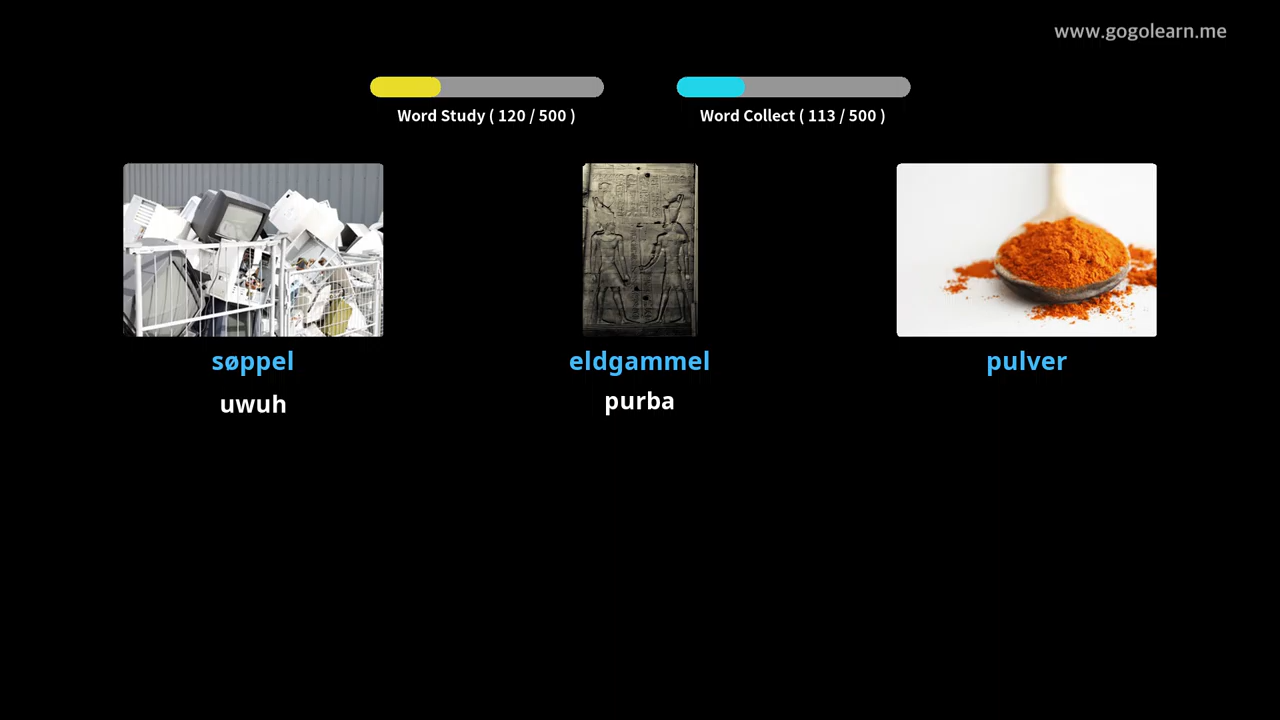 www.gogolearn.me
Word Study ( 120 / 500 )
Word Collect ( 113 / 500 )
søppel
eldgammel
pulver
uwuh
purba